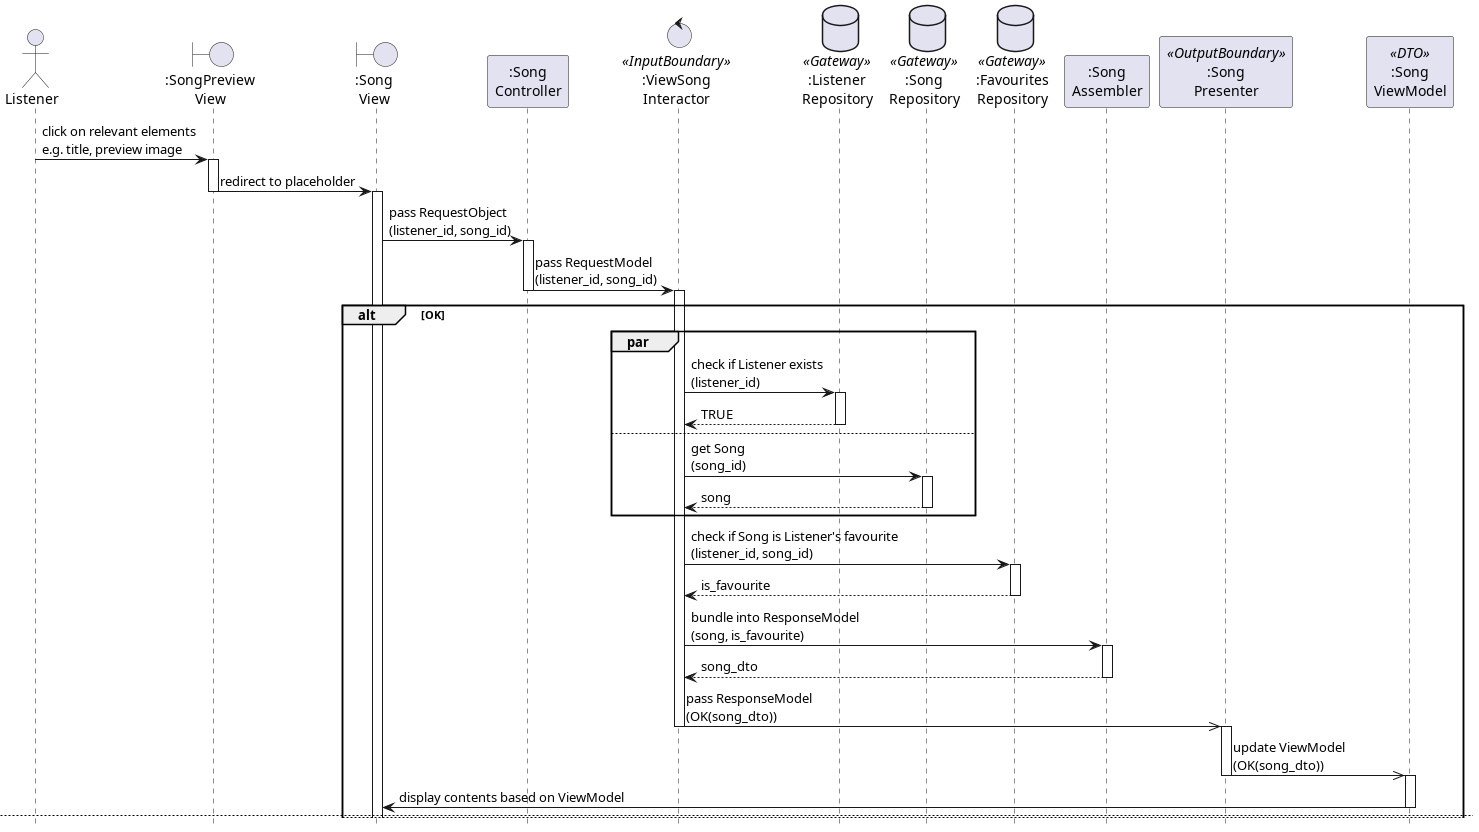 Listener
:SongPreview
View
:Song
View
:Song
Controller
«InputBoundary»
:ViewSong
Interactor
«Gateway»
:Listener
Repository
«Gateway»
:Song
Repository
«Gateway»
:Favourites
Repository
:Song
Assembler
«OutputBoundary»
:Song
Presenter
«DTO»
:Song
ViewModel
click on relevant elements
e.g. title, preview image
redirect to placeholder
pass RequestObject
(listener_id, song_id)
pass RequestModel
(listener_id, song_id)
alt [OK]
par
check if Listener exists
(listener_id)
TRUE
get Song
(song_id)
song
check if Song is Listener's favourite
(listener_id, song_id)
is_favourite
bundle into ResponseModel
(song, is_favourite)
song_dto
pass ResponseModel
(OK(song_dto))
update ViewModel
(OK(song_dto))
display contents based on ViewModel